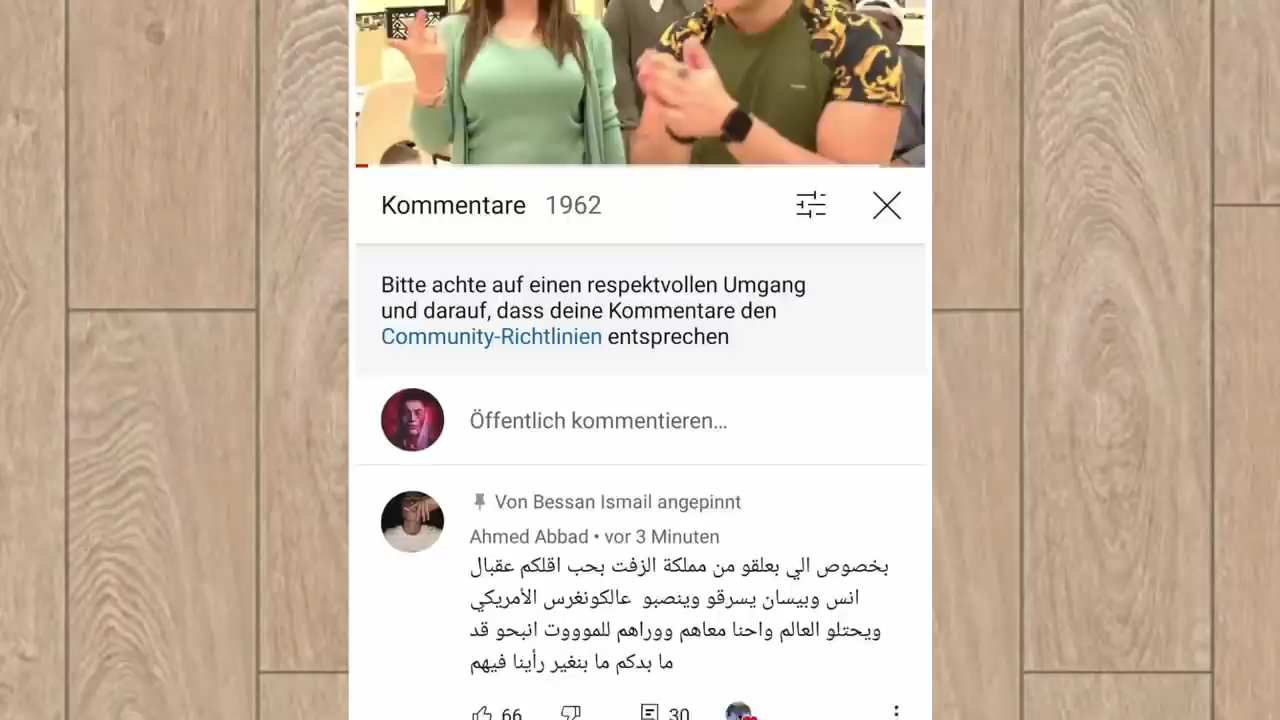 Kommentare 1962
Bitte achte auf einen respektvollen Umgang
und darauf, dass deine Kommentare den
Community-Richtlinien entsprechen
Öffentlich kommentieren...
Von Bessan Ismail angepinnt
Ahmed Abbad • vor 3 Minuten
بخصوص الي بعلقو من مملكة الزفت بحب اقلكم عقبال
انس وبيسان يسرقو وينصبو عالكونغرس الأمريكي
ويحتلو العالم واحنا معاهم ووراهم للموووت انبحو قد
ما بدكم ما بنغير رأينا فيهم
66 30